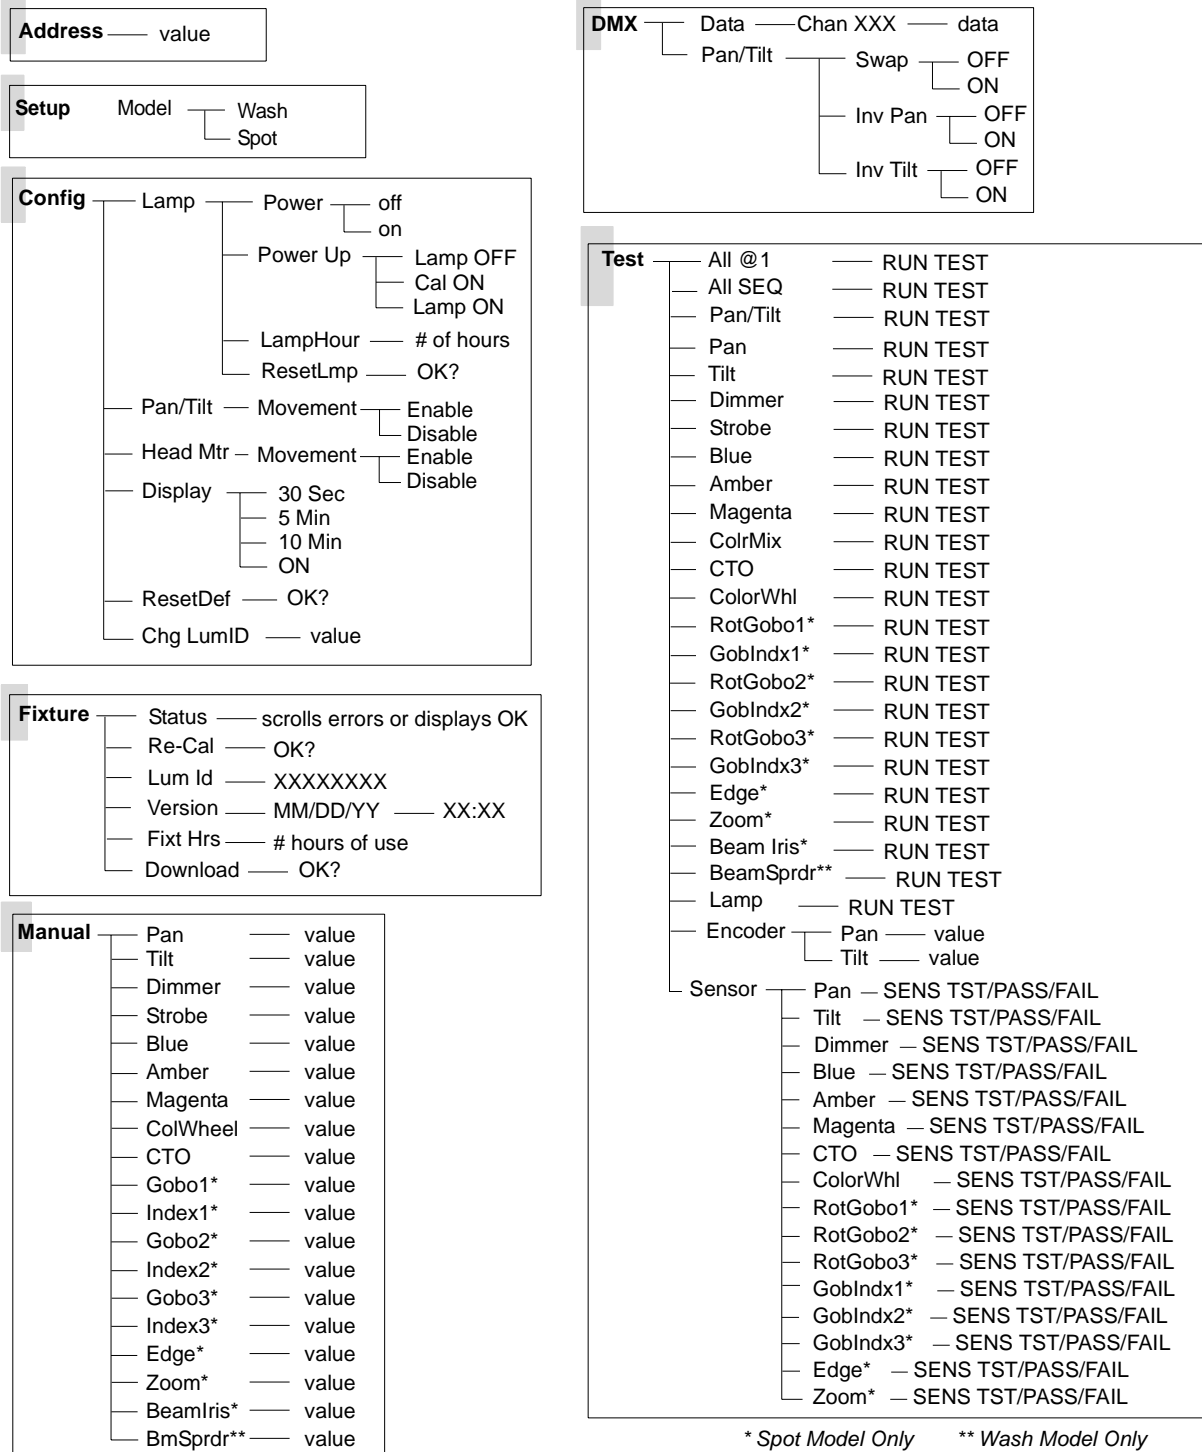 Address value
Setup Model Wash
Spot
Config Lamp Power off
on
Power Up Lamp OFF
Cal ON
Lamp ON
LampHour # of hours
ResetLmp OK?
Pan/Tilt Movement Enable
Disable
Head Mtr Movement Enable
Disable
Display 30 Sec
5 Min
10 Min
ON
ResetDef OK?
Chg LumID value
Fixture Status scrolls errors or displays OK
Re-Cal OK?
Lum Id XXXXXXXX
Version MM/DD/YY XX:XX
Fixt Hrs # hours of use
Download OK?
Manual Pan value
Tilt value
Dimmer value
Strobe value
Blue value
Amber value
Magenta value
ColWheel value
CTO value
Gobo1* value
Index1* value
Gobo2* value
Index2* value
Gobo3* value
Index3* value
Edge* value
Zoom* value
BeamIris* value
BmSprdr** value
DMX Data Chan XXX data
Pan/Tilt Swap OFF
ON
Inv Pan OFF
ON
Inv Tilt OFF
ON
Test All @1 RUN TEST
All SEQ RUN TEST
Pan/Tilt RUN TEST
Pan RUN TEST
Tilt RUN TEST
Dimmer RUN TEST
Strobe RUN TEST
Blue RUN TEST
Amber RUN TEST
Magenta RUN TEST
ColrMix RUN TEST
CTO RUN TEST
ColorWhl RUN TEST
RotGobo1* RUN TEST
GobIndx1* RUN TEST
RotGobo2* RUN TEST
GobIndx2* RUN TEST
RotGobo3* RUN TEST
GobIndx3* RUN TEST
Edge* RUN TEST
Zoom* RUN TEST
Beam Iris* RUN TEST
BeamSprdr** RUN TEST
Lamp RUN TEST
Encoder Pan value
Tilt value
Sensor Pan SENS TST/PASS/FAIL
Tilt SENS TST/PASS/FAIL
Dimmer SENS TST/PASS/FAIL
Blue SENS TST/PASS/FAIL
Amber SENS TST/PASS/FAIL
Magenta SENS TST/PASS/FAIL
CTO SENS TST/PASS/FAIL
ColorWhl SENS TST/PASS/FAIL
RotGobo1* SENS TST/PASS/FAIL
RotGobo2* SENS TST/PASS/FAIL
RotGobo3* SENS TST/PASS/FAIL
GobIndx1* SENS TST/PASS/FAIL
GobIndx2* SENS TST/PASS/FAIL
GobIndx3* SENS TST/PASS/FAIL
Edge* SENS TST/PASS/FAIL
Zoom* SENS TST/PASS/FAIL
* Spot Model Only ** Wash Model Only